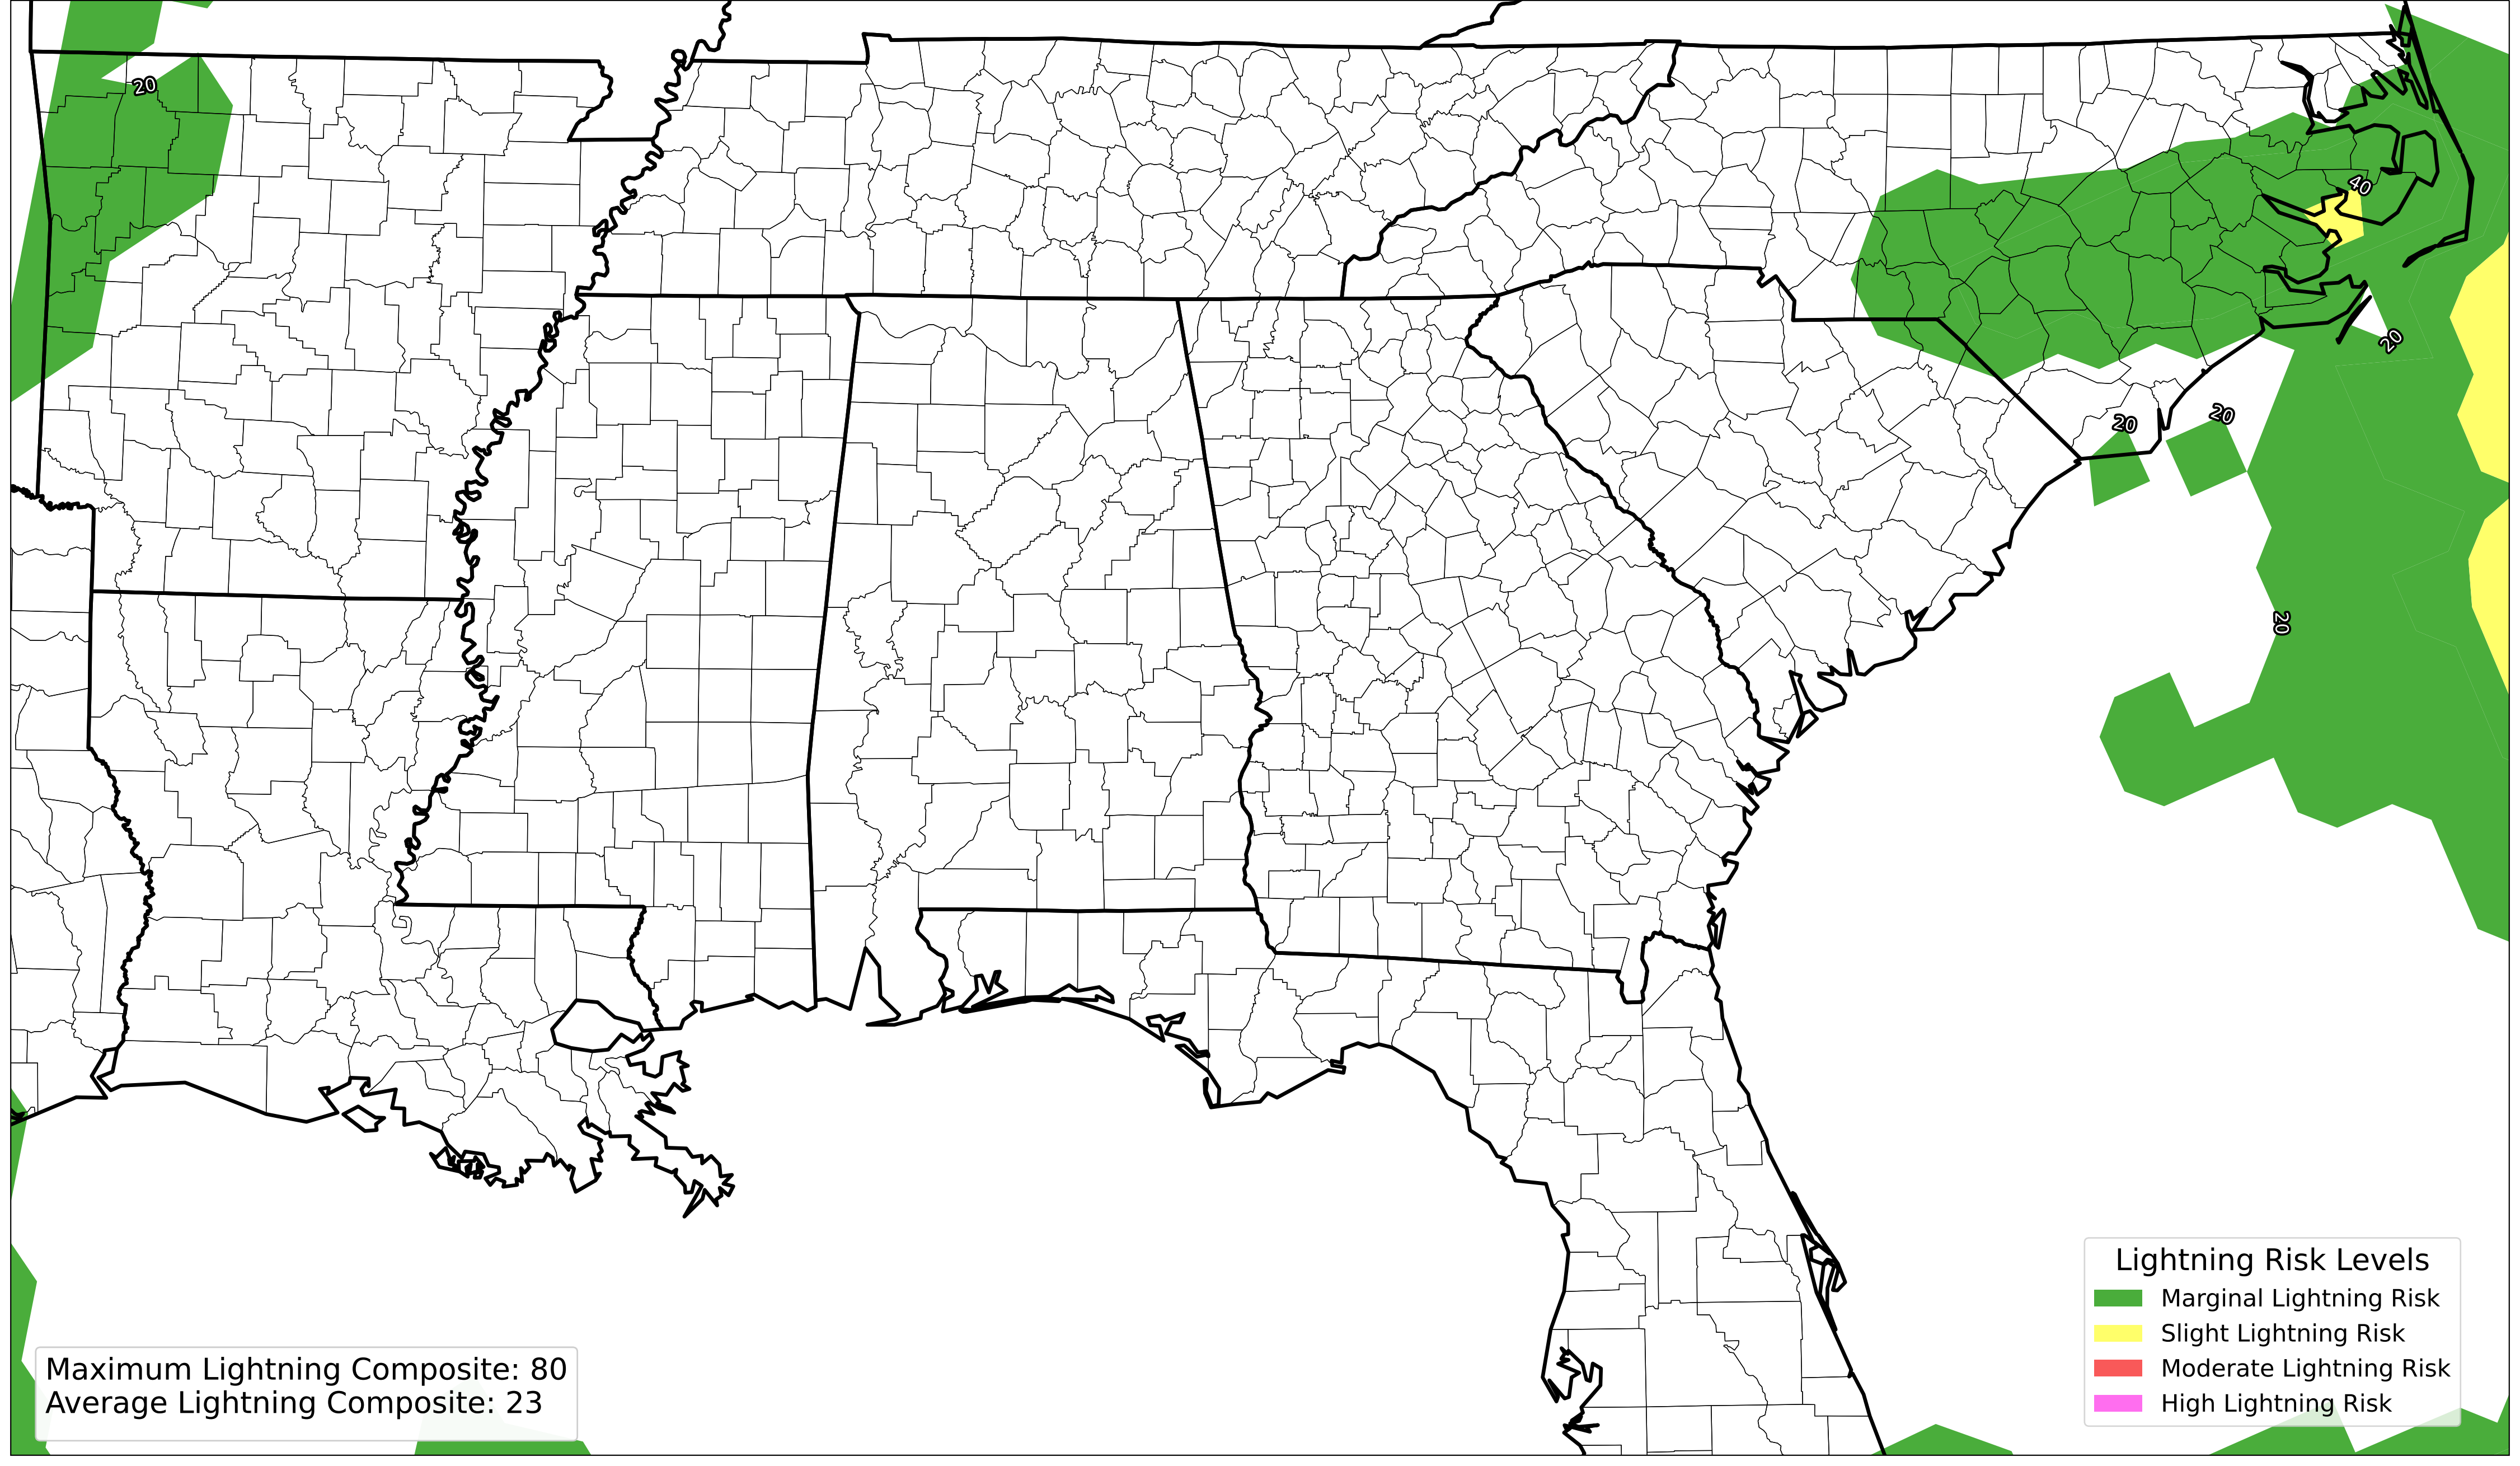 20
40
20
20
20
20
Lightning Risk Levels
Marginal Lightning Risk
Slight Lightning Risk
Moderate Lightning Risk
High Lightning Risk
Maximum Lightning Composite: 80
Average Lightning Composite: 23